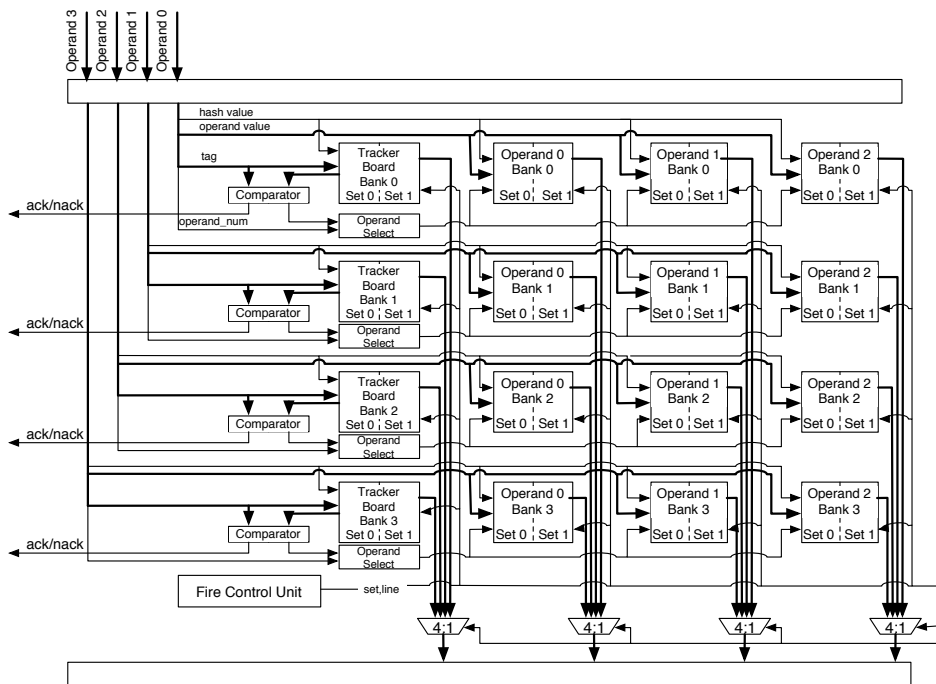 Operand 3
Operand 2
Operand 1
Operand 0
hash value
operand value
tag
Tracker
Board
Bank 0
Set 0 Set 1
Operand 0
Bank 0
Set 0 Set 1
Operand 1
Bank 0
Set 0 Set 1
Operand 2
Bank 0
Set 0 Set 1
Comparator
ack/nack
operand_num
Operand
Select
Tracker
Board
Bank 1
Set 0 Set 1
Operand 0
Bank 1
Set 0 Set 1
Operand 1
Bank 1
Set 0 Set 1
Operand 2
Bank 1
Set 0 Set 1
Comparator
ack/nack
Operand
Select
Tracker
Board
Bank 2
Set 0 Set 1
Operand 0
Bank 2
Set 0 Set 1
Operand 1
Bank 2
Set 0 Set 1
Operand 2
Bank 2
Set 0 Set 1
Comparator
ack/nack
Operand
Select
Tracker
Board
Bank 3
Set 0 Set 1
Operand 0
Bank 3
Set 0 Set 1
Operand 1
Bank 3
Set 0 Set 1
Operand 2
Bank 3
Set 0 Set 1
Comparator
ack/nack
Operand
Select
Fire Control Unit
set,line
4:1
4:1
4:1
4:1